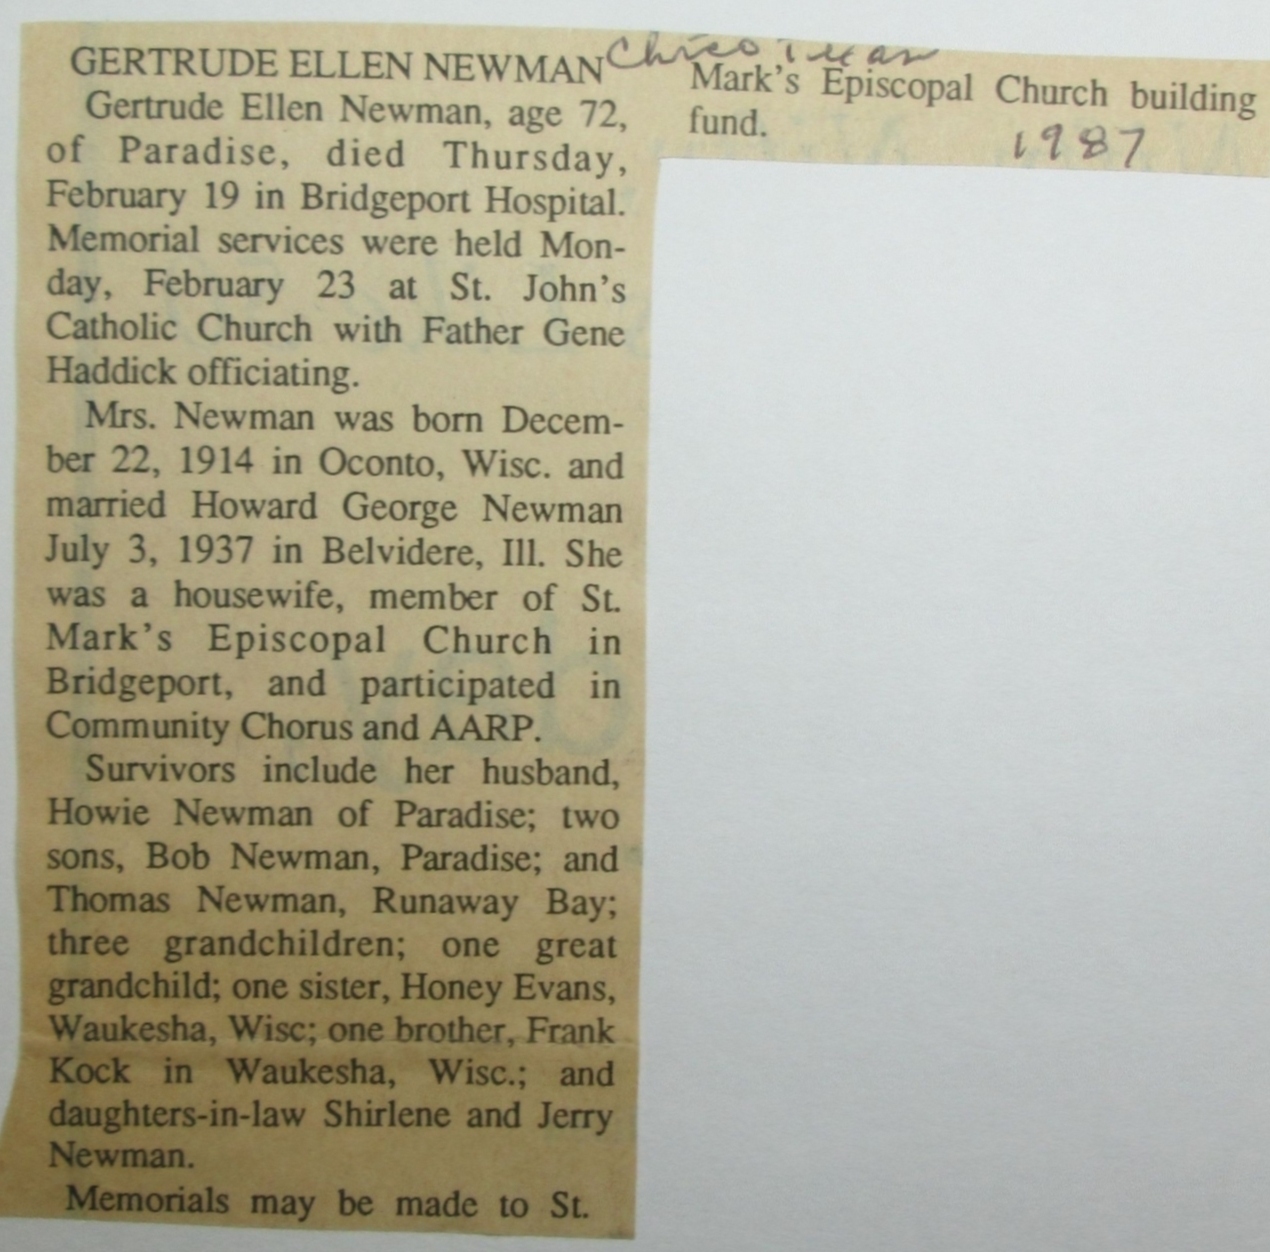 GERTRUDE ELLEN NEWMAN
Gertrude Ellen Newman, age 72,
of Paradise, died Thursday,
February 19 in Bridgeport Hospital.
Memorial services were held Mon-
day, February 23 at St. John's
Catholic Church with Father Gene
Haddick officiating.
Mrs. Newman was born Decem-
ber 22, 1914 in Oconto, Wisc. and
married Howard George Newman
July 3, 1937 in Belvidere, Ill. She
was a housewife, member of St.
Mark's Episcopal Church in
Bridgeport, and participated in
Community Chorus and AARP.
Survivors include her husband,
Howie Newman of Paradise; two
sons, Bob Newman, Paradise; and
Thomas Newman, Runaway Bay;
three grandchildren; one great
grandchild; one sister, Honey Evans,
Waukesha, Wisc; one brother, Frank
Kock in Waukesha, Wisc.; and
daughters-in-law Shirlene and Jerry
Newman.
Memorials may be made to St.
Chico Texas
Mark's Episcopal Church building
fund.
1987